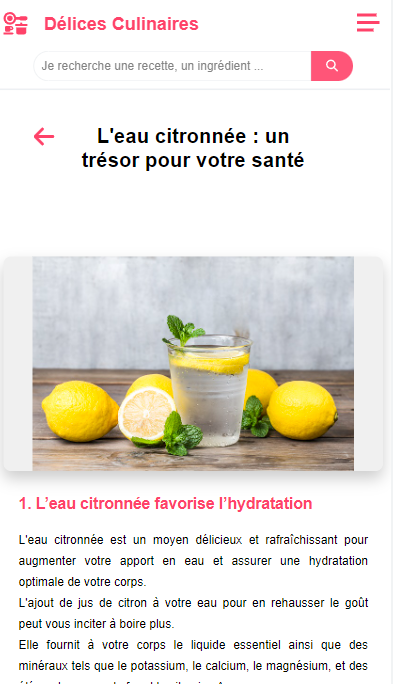 Délices Culinaires
Je recherche une recette, un ingrédient ...
L'eau citronnée : un
trésor pour votre santé
1. L’eau citronnée favorise l’hydratation
L'eau citronnée est un moyen délicieux et rafraîchissant pour
augmenter votre apport en eau et assurer une hydratation
optimale de votre corps.
L'ajout de jus de citron à votre eau pour en rehausser le goût
peut vous inciter à boire plus.
Elle fournit à votre corps le liquide essentiel ainsi que des
minéraux tels que le potassium, le calcium, le magnésium, et des